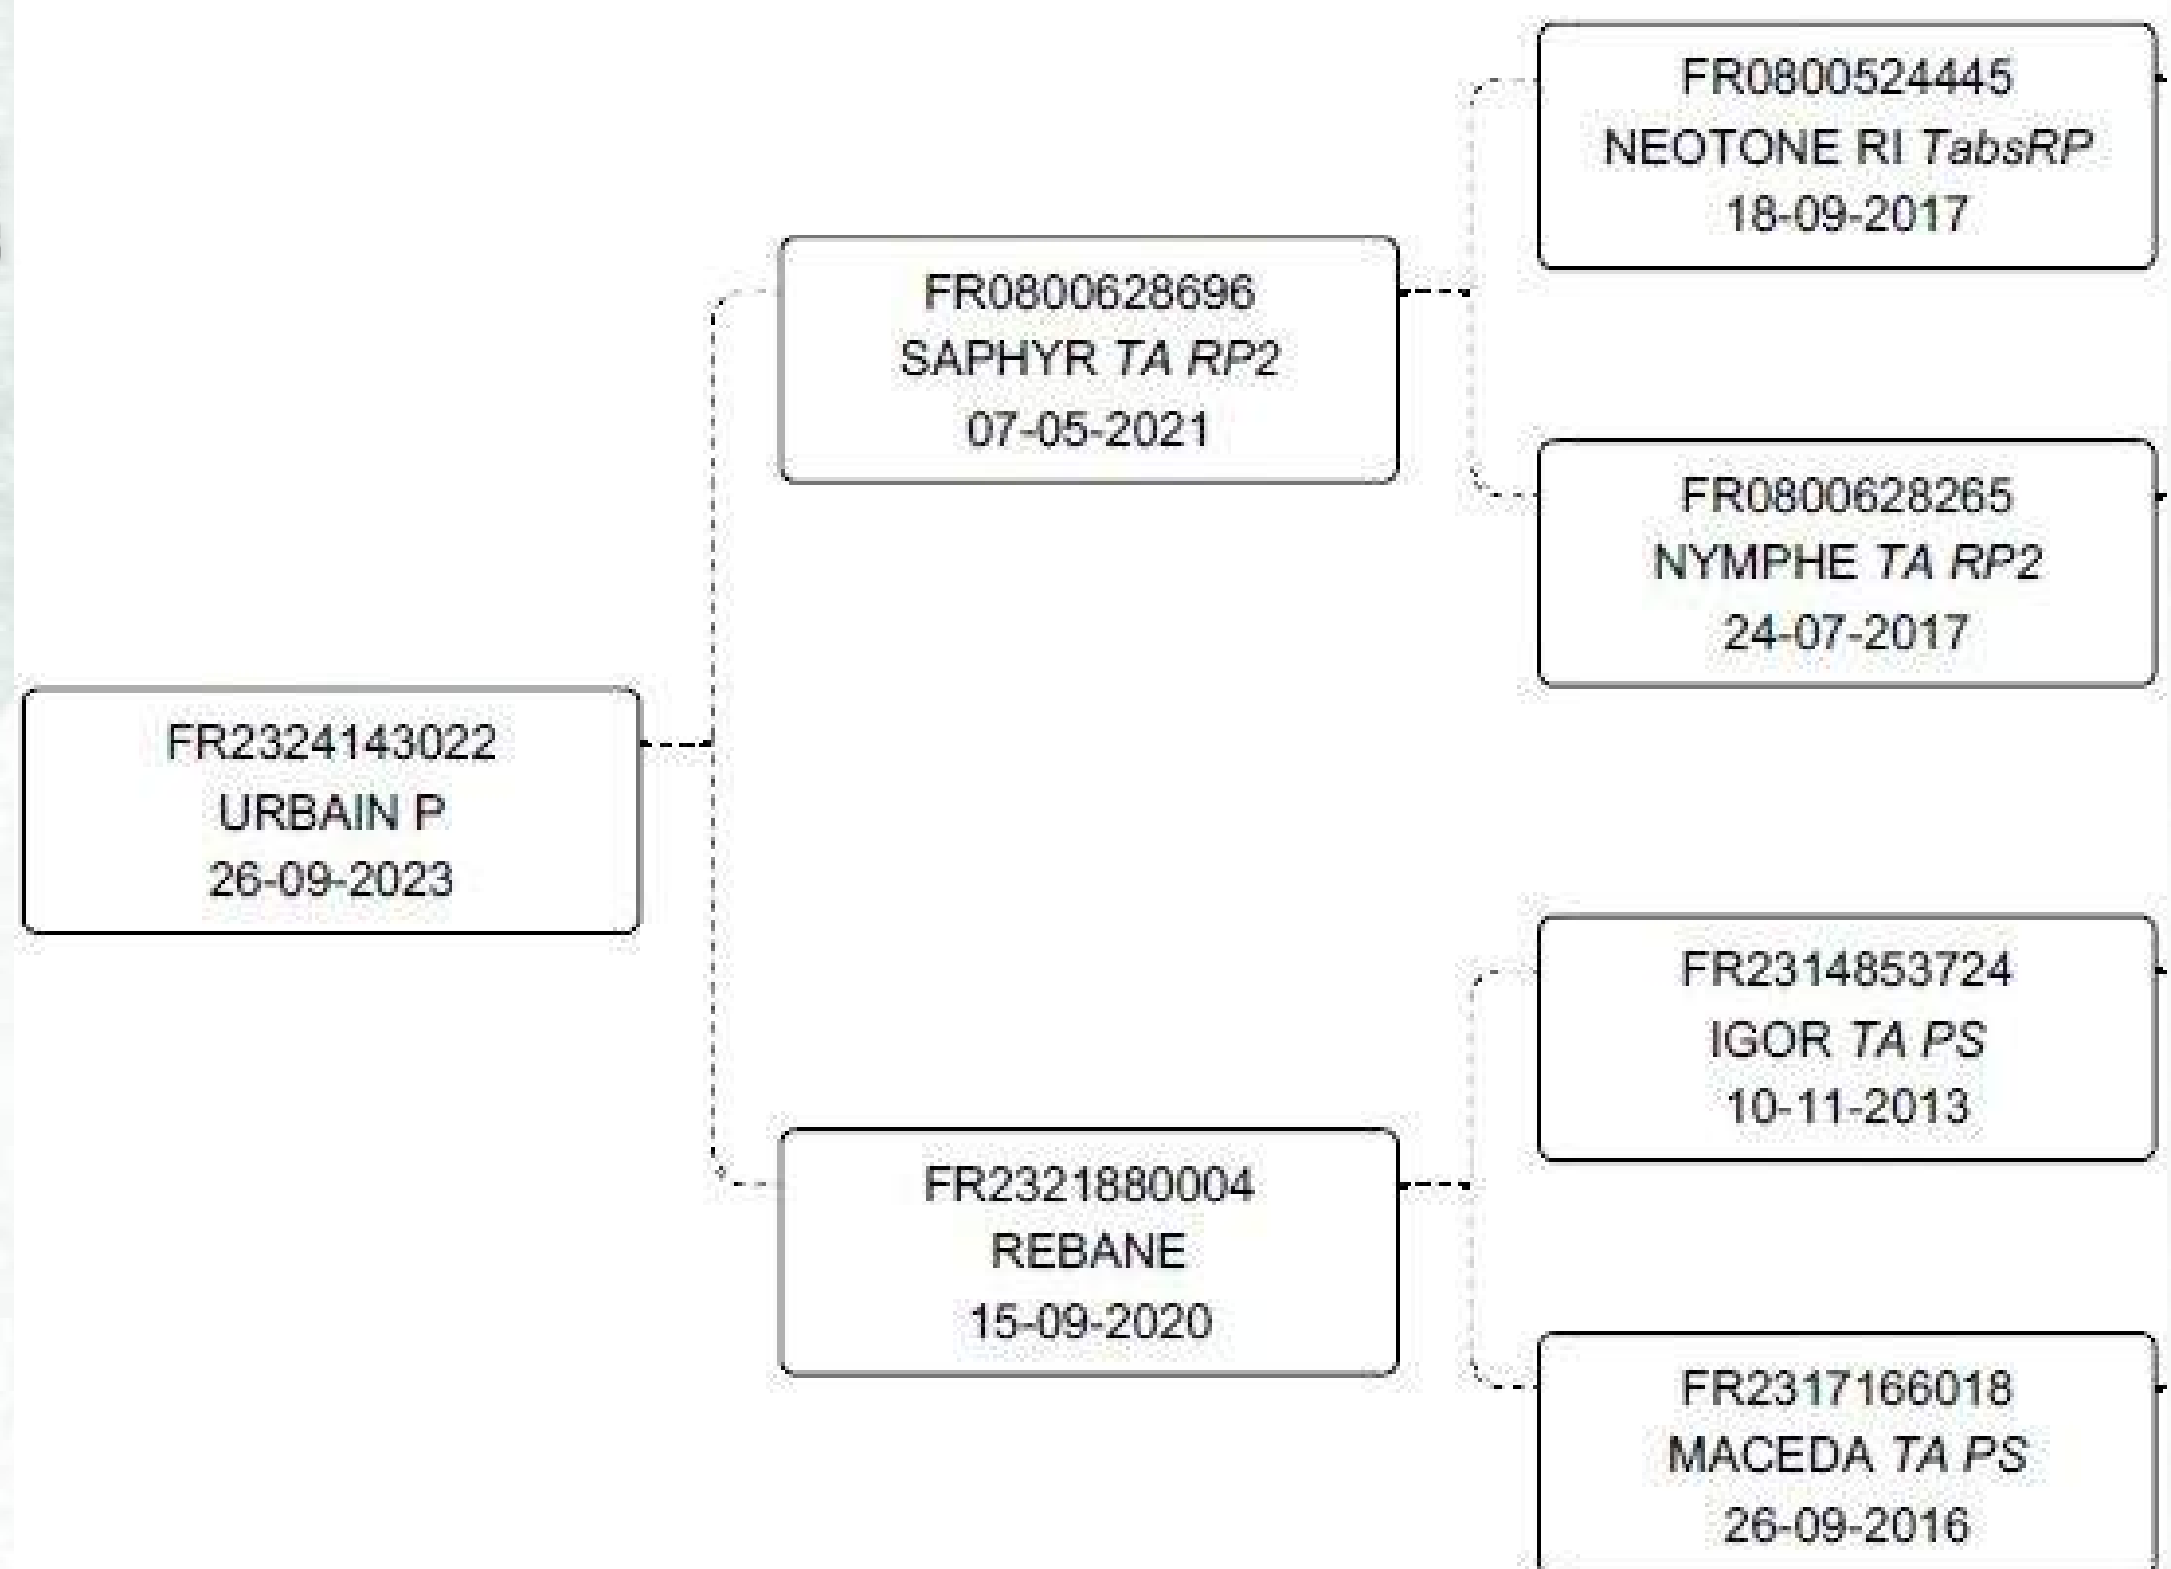 FR0800524445
NEOTONE RI TabsRP
18-09-2017
FR0800628696
SAPHYR TA RP2
07-05-2021
FR0800628265
NYMPHE TA RP2
24-07-2017
FR2324143022
URBAIN P
26-09-2023
FR2314853724
IGOR TA PS
10-11-2013
FR2321880004
REBANE
15-09-2020
FR2317166018
MACEDA TA PS
26-09-2016